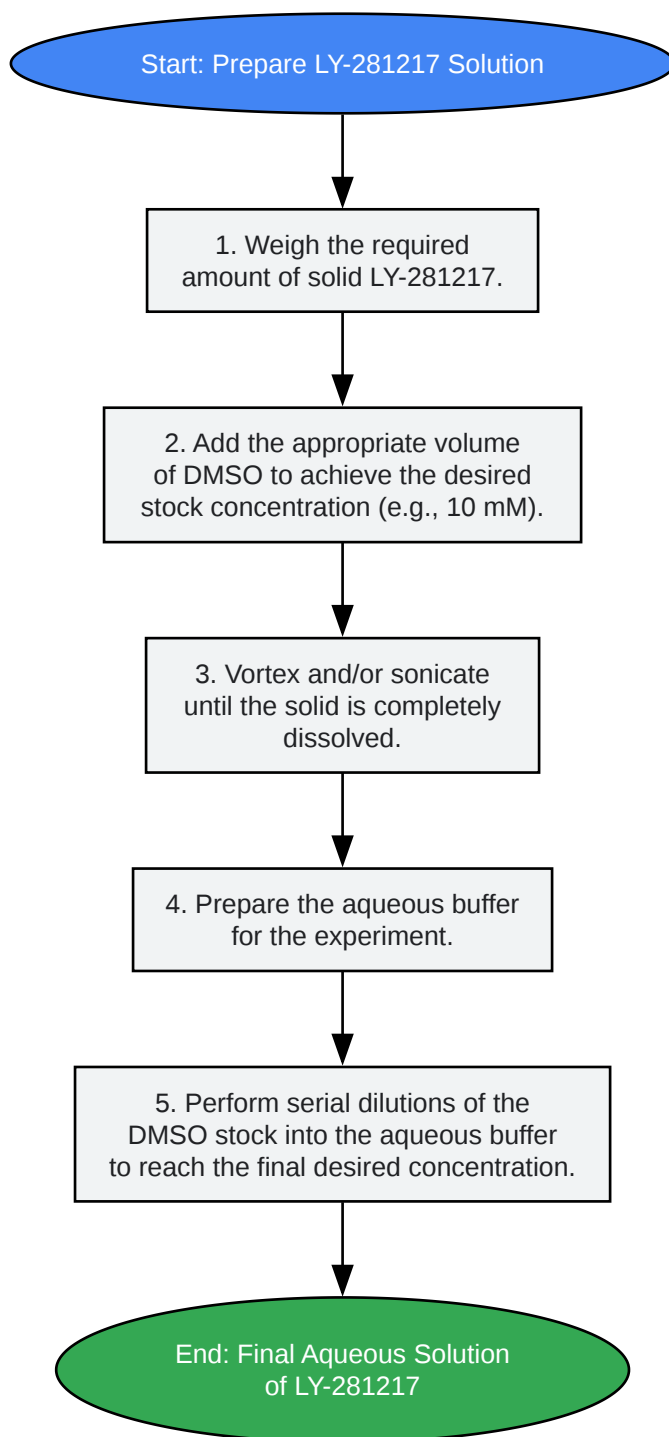 Start: Prepare LY-281217 Solution
1. Weigh the required
amount of solid LY-281217.
2. Add the appropriate volume
of DMSO to achieve the desired
stock concentration (e.g., 10 mM).
3. Vortex and/or sonicate
until the solid is completely
dissolved.
4. Prepare the aqueous buffer
for the experiment.
5. Perform serial dilutions of the
DMSO stock into the aqueous buffer
to reach the final desired concentration.
End: Final Aqueous Solution
of LY-281217